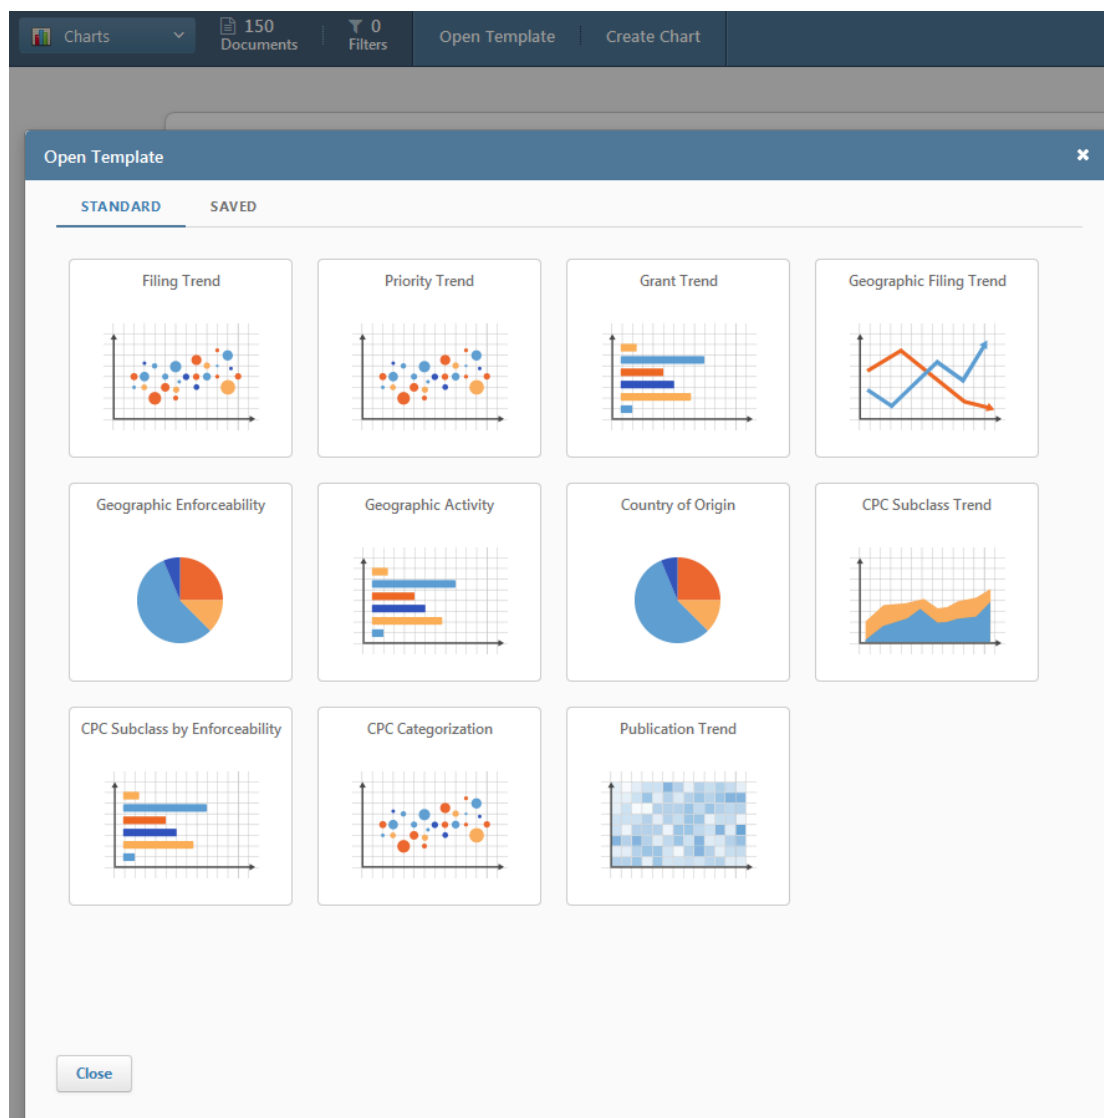 Charts
150
Documents
0
Filters
Open Template
Create Chart
Open Template
STANDARD
SAVED
Filing Trend
Priority Trend
Grant Trend
Geographic Filing Trend
Geographic Enforceability
Geographic Activity
Country of Origin
CPC Subclass Trend
CPC Subclass by Enforceability
CPC Categorization
Publication Trend
Close